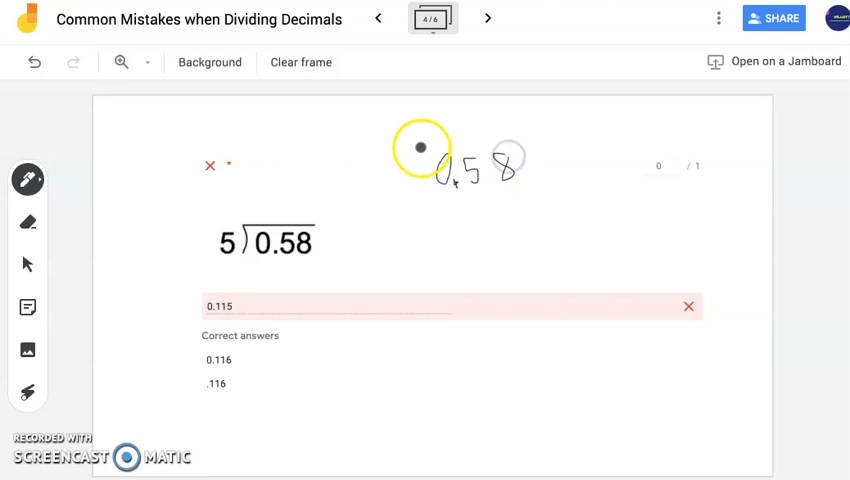 Common Mistakes when Dividing Decimals
4 / 6
SHARE
Background
Clear frame
Open on a Jamboard
*
0 / 1
0.58
5)0.58
0.115
Correct answers
0.116
.116
RECORDED WITH
SCREENCAST MATIC